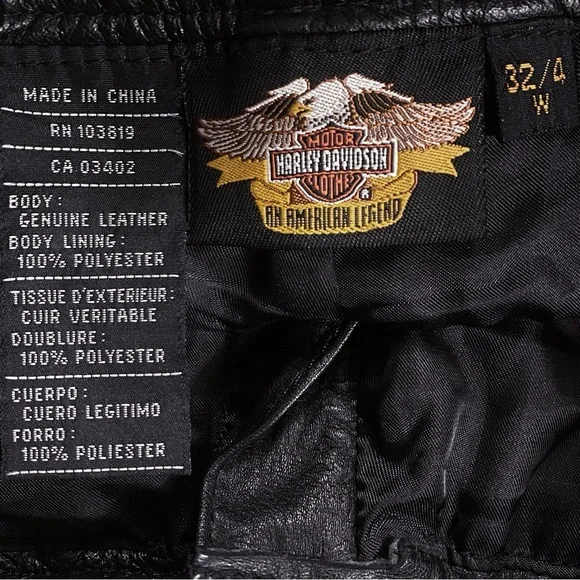 MADE IN CHINA
RN 103819
CA 03402
BODY:
GENUINE LEATHER
BODY LINING:
100% POLYESTER
TISSUE D'EXTERIEUR:
CUIR VERITABLE
DOUBLURE:
100% POLYESTER
CUERPO:
CUERO LEGITIMO
FORRO:
100% POLIESTER
MOTOR
HARLEY-DAVIDSON
CLOTHES
®
AN AMERICAN LEGEND
32/4
W